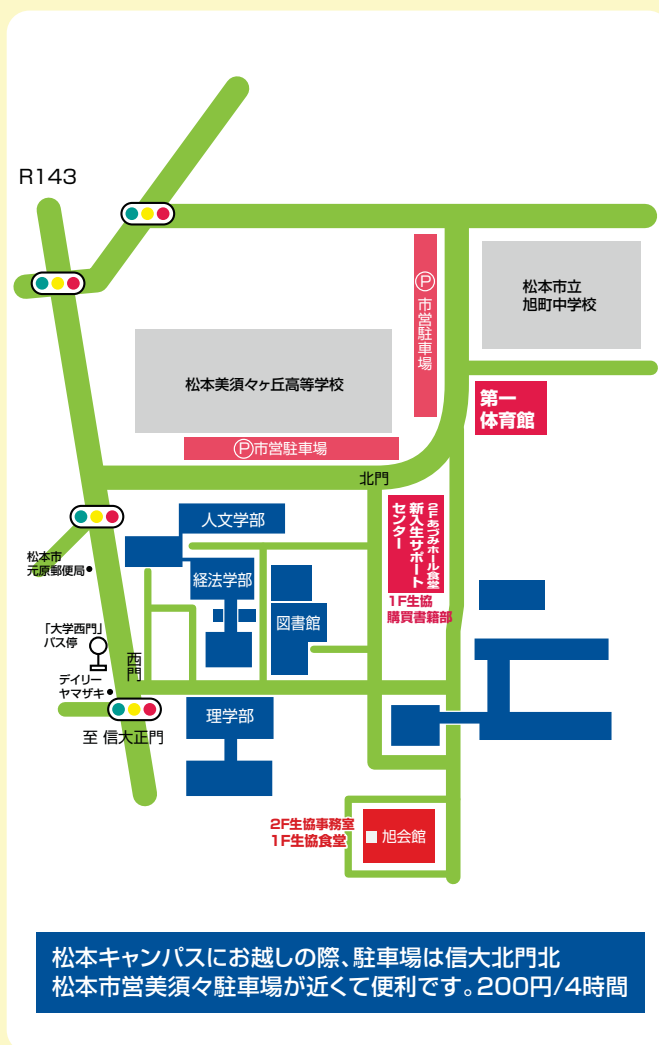 R143
松本市立
旭町中学校
Ⓟ市営駐車場
松本美須々ヶ丘高等学校
第一
体育館
Ⓟ市営駐車場
北門
人文学部
2Fあづみホール食堂
新入生サポート
センター
松本市
元原郵便局
経法学部
1F生協
購買書籍部
図書館
「大学西門」
バス停
西門
デイリー
ヤマザキ
理学部
至 信大正門
2F生協事務室
1F生協食堂
旭会館
松本キャンパスにお越しの際、駐車場は信大北門北
松本市営美須々駐車場が近くて便利です。200円/4時間